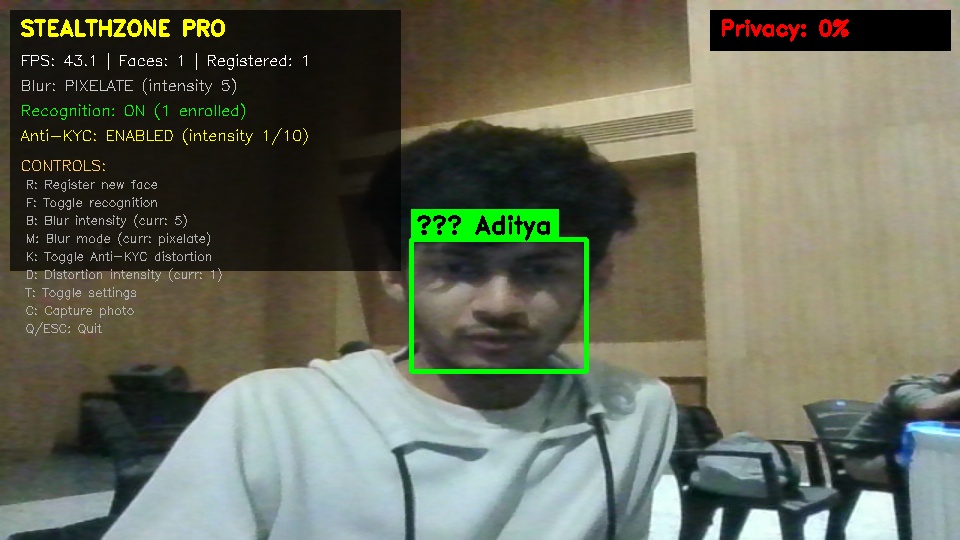 STEALTHZONE PRO
FPS: 43.1 | Faces: 1 | Registered: 1
Blur: PIXELATE (intensity 5)
Recognition: ON (1 enrolled)
Anti-KYC: ENABLED (intensity 1/10)
CONTROLS:
R: Register new face
F: Toggle recognition
B: Blur intensity (curr: 5)
M: Blur mode (curr: pixelate)
K: Toggle Anti-KYC distortion
D: Distortion intensity (curr: 1)
T: Toggle settings
C: Capture photo
Q/ESC: Quit
Privacy: 0%
??? Aditya